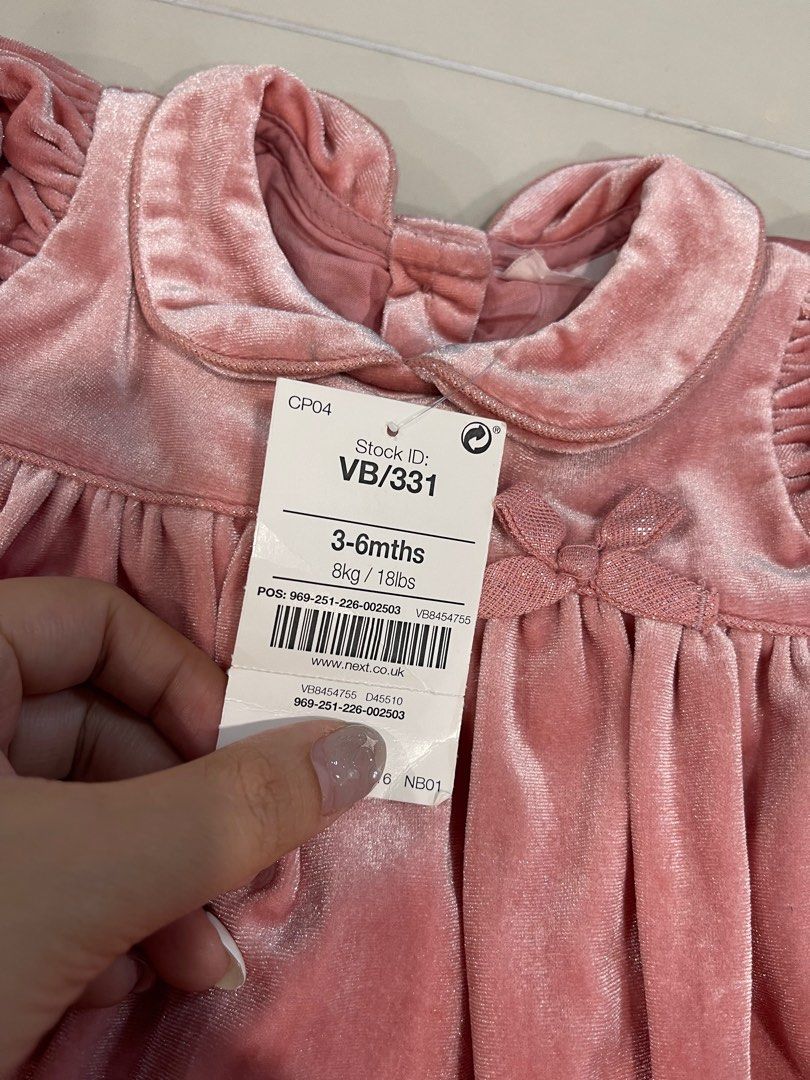 CP04
®
Stock ID:
VB/331
3-6mths
8kg / 18lbs
POS: 969-251-226-002503 VB8454755
www.next.co.uk
VB8454755 D45510
969-251-226-002503
6 NB01